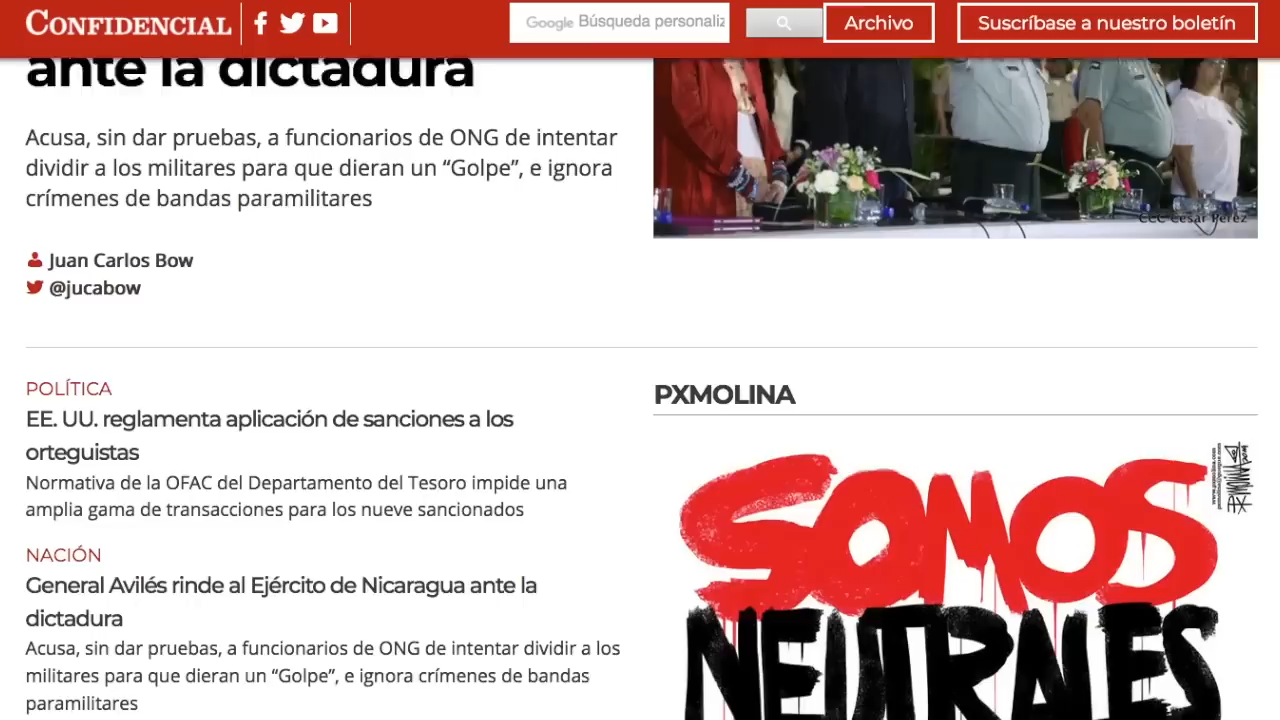 CONFIDENCIAL
Google Búsqueda personaliz
Archivo
Suscríbase a nuestro boletín
ante la dictadura
Acusa, sin dar pruebas, a funcionarios de ONG de intentar
dividir a los militares para que dieran un “Golpe”, e ignora
crímenes de bandas paramilitares
Juan Carlos Bow
@jucabow
CCC Cesar Perez
POLÍTICA
EE. UU. reglamenta aplicación de sanciones a los
orteguistas
Normativa de la OFAC del Departamento del Tesoro impide una
amplia gama de transacciones para los nueve sancionados
NACIÓN
General Avilés rinde al Ejército de Nicaragua ante la
dictadura
Acusa, sin dar pruebas, a funcionarios de ONG de intentar dividir a los
militares para que dieran un “Golpe”, e ignora crímenes de bandas
paramilitares
PXMOLINA
SOMOS
NEUTRALES